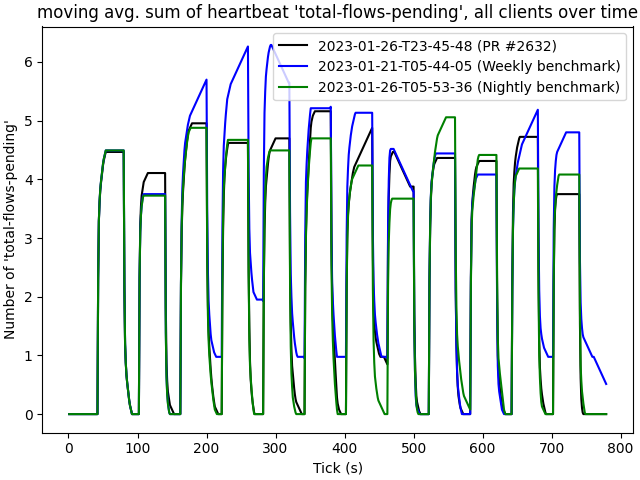 moving avg. sum of heartbeat 'total-flows-pending', all clients over time
2023-01-26-T23-45-48 (PR #2632)
2023-01-21-T05-44-05 (Weekly benchmark)
2023-01-26-T05-53-36 (Nightly benchmark)
Number of 'total-flows-pending'
6
5
4
3
2
1
0
0 100 200 300 400 500 600 700 800
Tick (s)